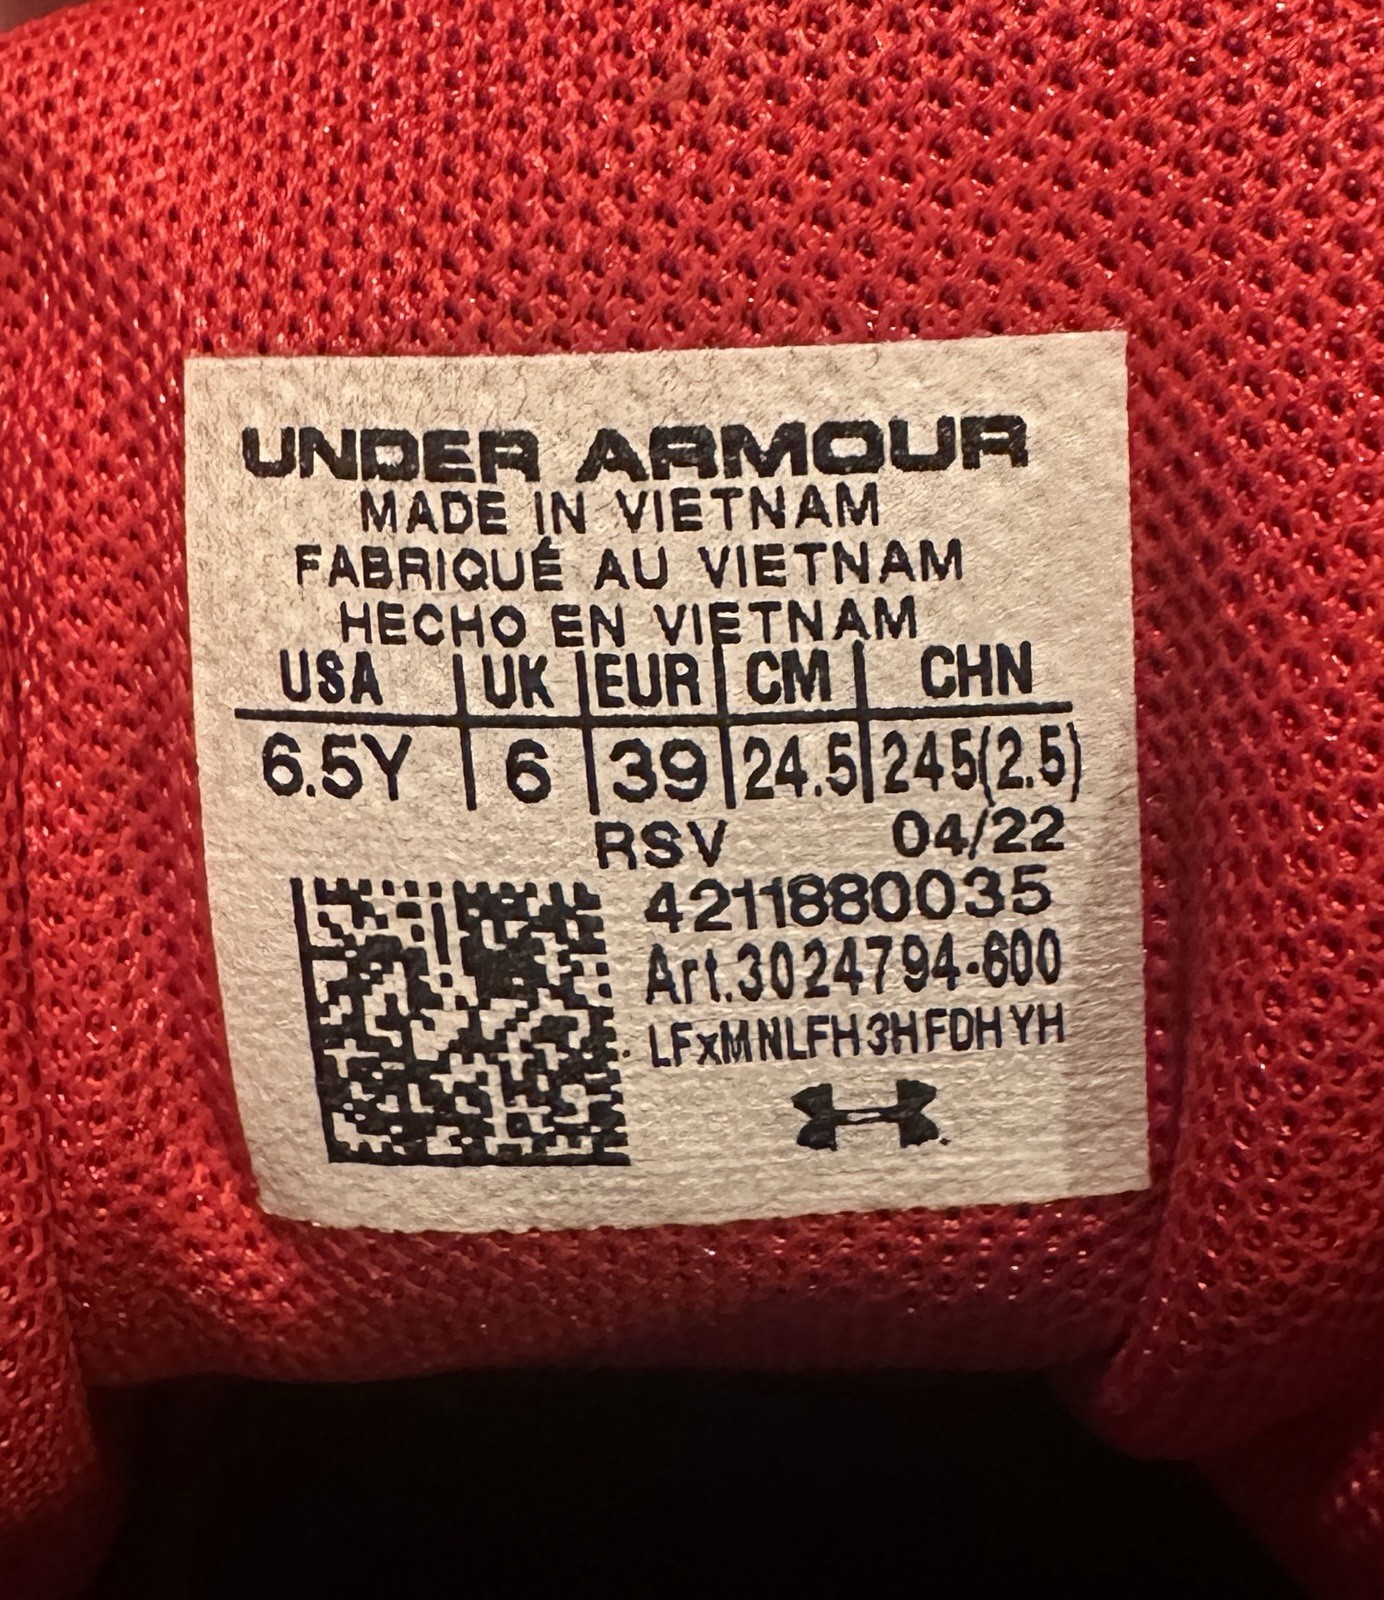 UNDER ARMOUR
MADE IN VIETNAM
FABRIQUÉ AU VIETNAM
HECHO EN VIETNAM
USA | UK | EUR | CM | CHN
6.5Y | 6 | 39 | 24.5 | 245(2.5)
RSV 04/22
4211880035
Art.3024794-600
LFxMNLFH3HFDHYH